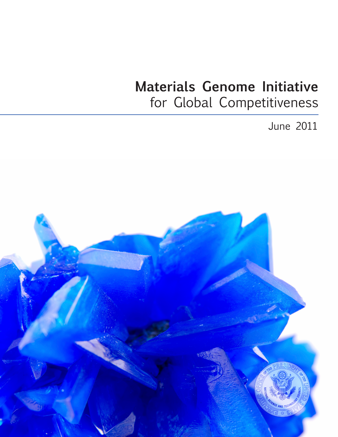 Materials Genome Initiative
for Global Competitiveness
June 2011